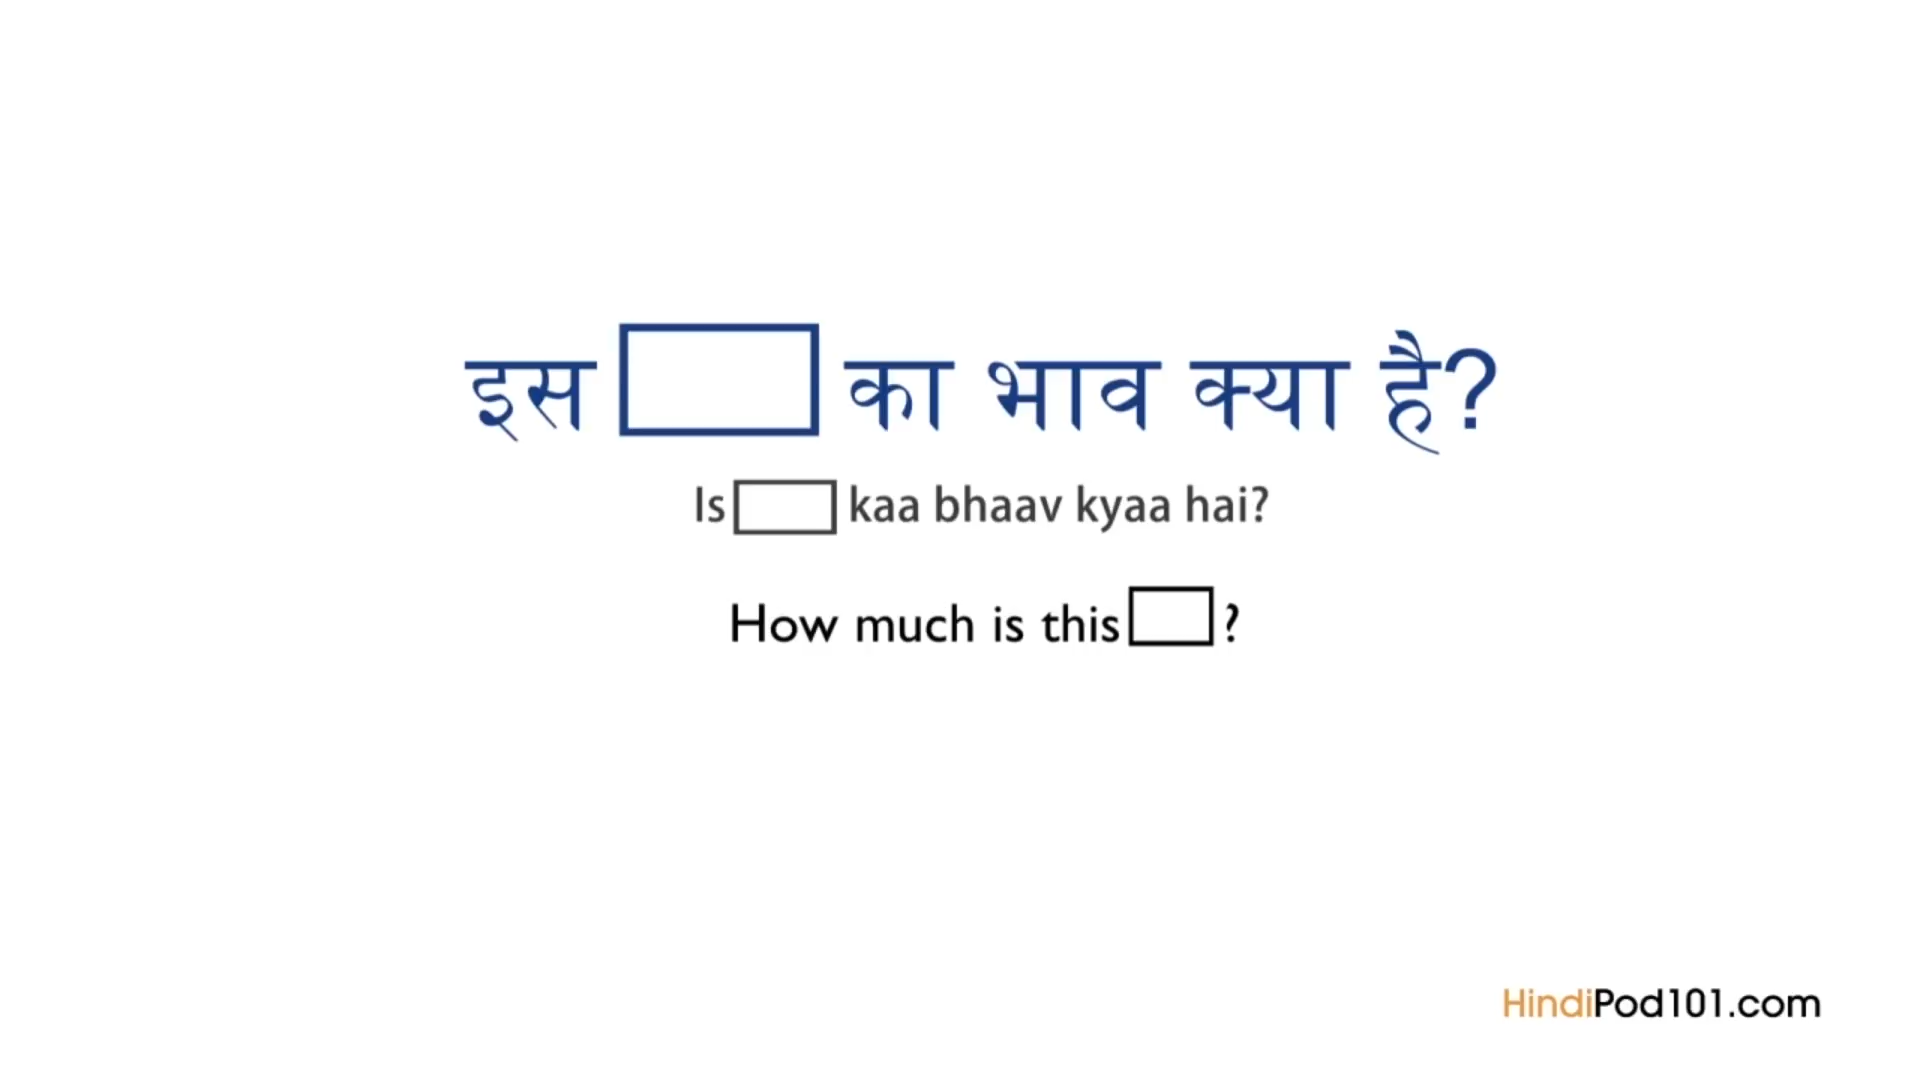 इस का भाव क्या है?
Is kaa bhaav kyaa hai?
How much is this ?
HindiPod101.com